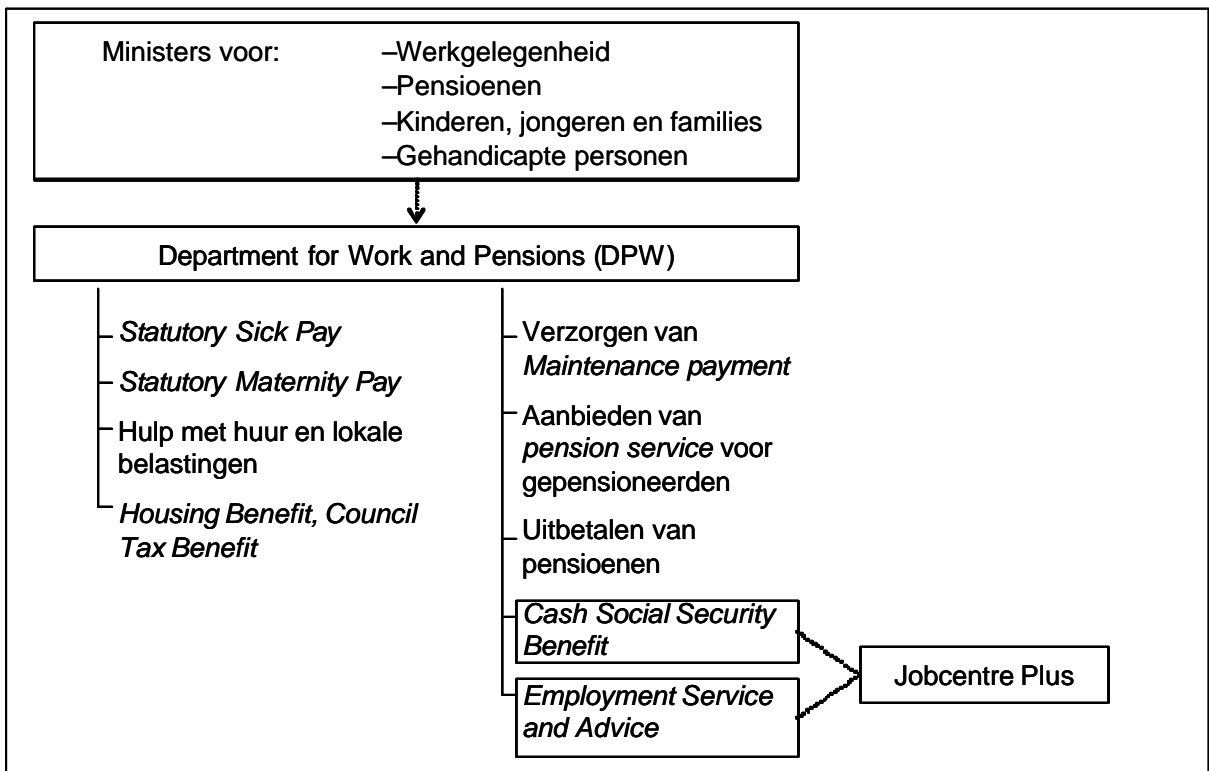 Ministers voor: –Werkgelegenheid
–Pensioenen
–Kinderen, jongeren en families
–Gehandicapte personen
Department for Work and Pensions (DPW)
Statutory Sick Pay
Statutory Maternity Pay
Hulp met huur en lokale
belastingen
Housing Benefit, Council
Tax Benefit
Verzorgen van
Maintenance payment
Aanbieden van
pension service voor
gepensioneerden
Uitbetalen van
pensioenen
Cash Social Security
Benefit
Employment Service
and Advice
Jobcentre Plus